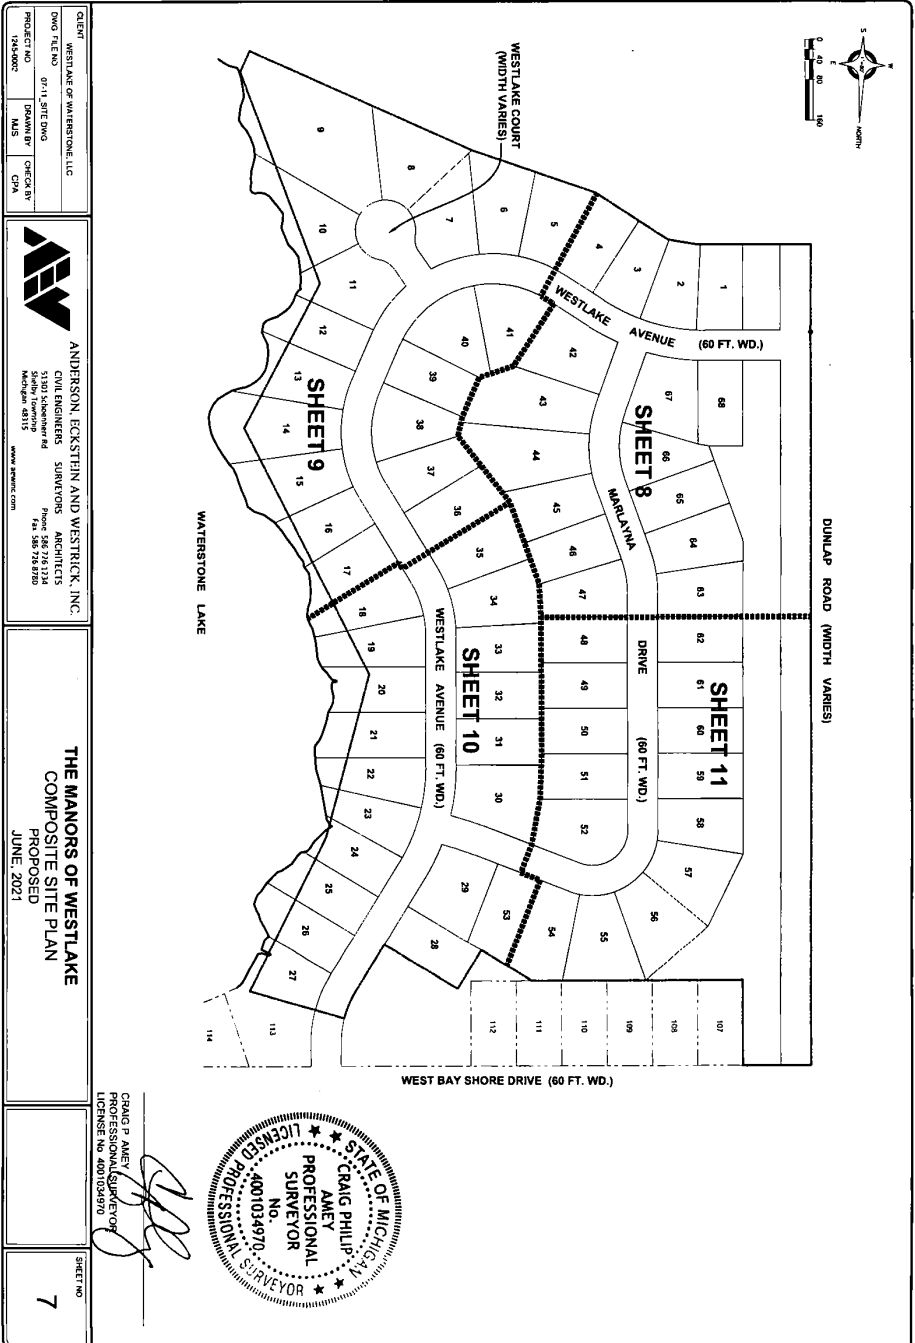 S
W
E
NORTH
0 40 80 160
WESTLAKE COURT
(WIDTH VARIES)
DUNLAP ROAD (WIDTH VARIES)
WESTLAKE AVENUE (60 FT. WD.)
MARLAYNA DRIVE (60 FT. WD.)
WESTLAKE AVENUE (60 FT. WD.)
WEST BAY SHORE DRIVE (60 FT. WD.)
WATERSTONE LAKE
SHEET 8
SHEET 9
SHEET 10
SHEET 11
1
2
3
4
5
6
7
8
9
10
11
12
13
14
15
16
17
18
19
20
21
22
23
24
25
26
27
28
29
30
31
32
33
34
35
36
37
38
39
40
41
42
43
44
45
46
47
48
49
50
51
52
53
54
55
56
57
58
59
60
61
62
63
64
65
66
67
68
107
108
109
110
111
112
113
114
STATE OF MICHIGAN
CRAIG PHILIP
AMEY
PROFESSIONAL
SURVEYOR
No.
4001034970
LICENSED PROFESSIONAL SURVEYOR
CRAIG P. AMEY
PROFESSIONAL SURVEYOR
LICENSE No. 4001034970
CLIENT
WESTLAKE OF WATERSTONE, LLC
DWG FILE NO
07-11_SITE DWG
PROJECT NO
1245-0002
DRAWN BY
MJS
CHECK BY
CPA
AEW
ANDERSON, ECKSTEIN AND WESTRICK, INC.
CIVIL ENGINEERS SURVEYORS ARCHITECTS
51301 Schoenherr Rd
Shelby Township
Michigan 48315
Phone 586 726 1234
Fax 586 726 8780
www.aewinc.com
THE MANORS OF WESTLAKE
COMPOSITE SITE PLAN
PROPOSED
JUNE, 2021
SHEET NO
7